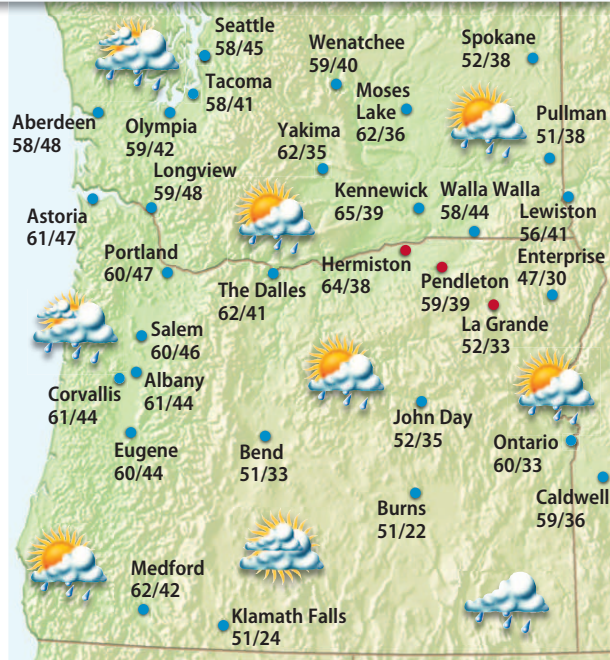 Seattle
58/45
Wenatchee
59/40
Spokane
52/38
Tacoma
58/41
Moses
Lake
62/36
Aberdeen
58/48
Olympia
59/42
Yakima
62/35
Pullman
51/38
Longview
59/48
Kennewick
65/39
Walla Walla
58/44
Lewiston
56/41
Astoria
61/47
Portland
60/47
The Dalles
62/41
Hermiston
64/38
Pendleton
59/39
Enterprise
47/30
La Grande
52/33
Salem
60/46
Corvallis
61/44
Albany
61/44
John Day
52/35
Eugene
60/44
Bend
51/33
Ontario
60/33
Caldwell
59/36
Burns
51/22
Medford
62/42
Klamath Falls
51/24